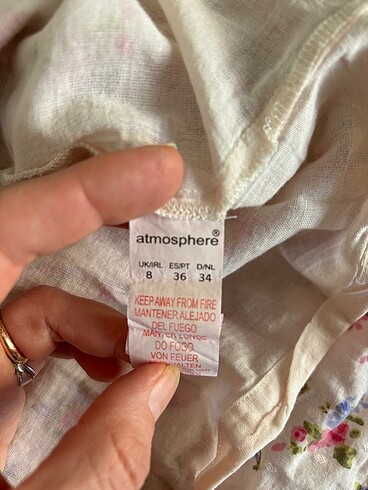 atmosphere®
UK/IRL ES/PT D/NL
8 36 34
KEEP AWAY FROM FIRE
MANTENER ALEJADO
DEL FUEGO
DO FOGO
VON FEUER